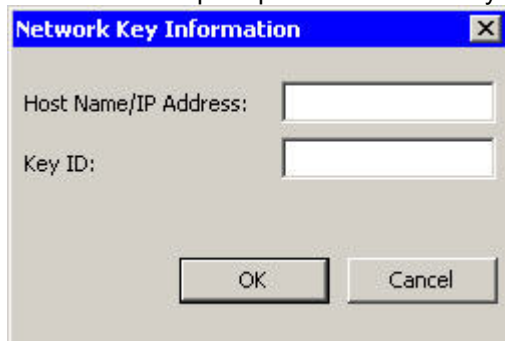 Network Key Information
Host Name/IP Address:
Key ID:
OK Cancel